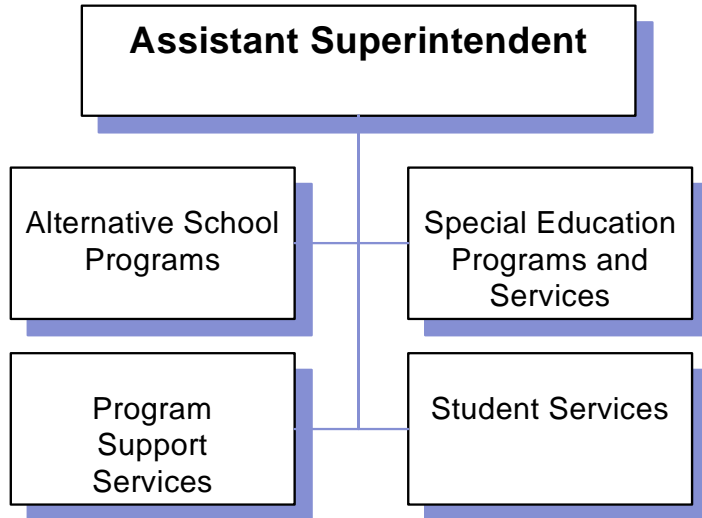 Assistant Superintendent
Alternative School
Programs
Special Education
Programs and
Services
Program
Support
Services
Student Services